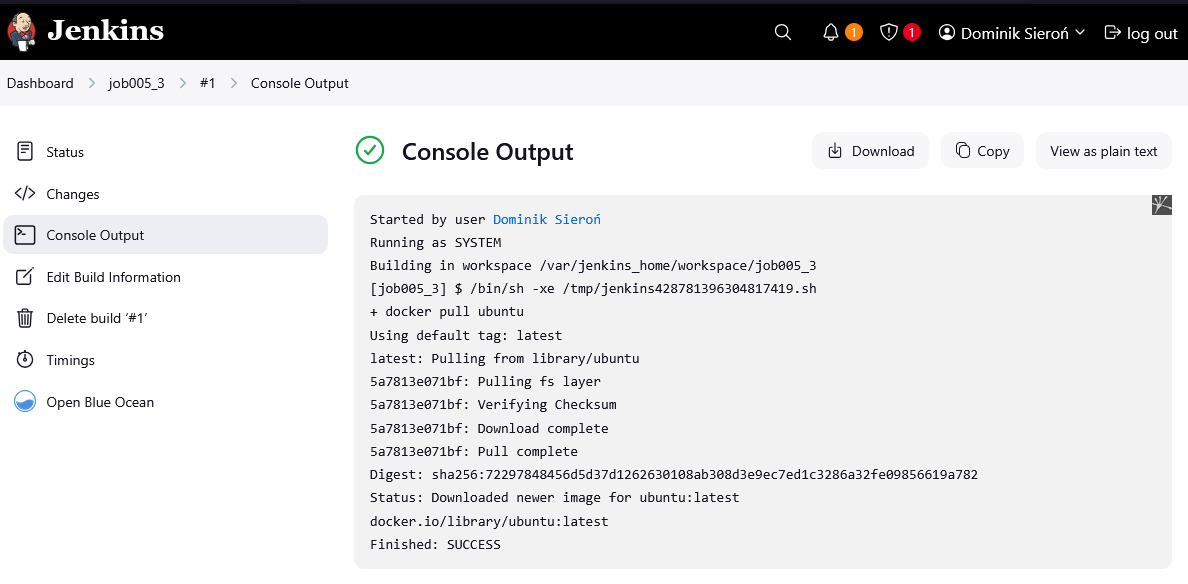 Jenkins
1
1
Dominik Sieroń
log out
Dashboard
job005_3
#1
Console Output
Status
Changes
Console Output
Edit Build Information
Delete build ‘#1’
Timings
Open Blue Ocean
Console Output
Download
Copy
View as plain text
Started by user Dominik Sieroń
Running as SYSTEM
Building in workspace /var/jenkins_home/workspace/job005_3
[job005_3] $ /bin/sh -xe /tmp/jenkins428781396304817419.sh
+ docker pull ubuntu
Using default tag: latest
latest: Pulling from library/ubuntu
5a7813e071bf: Pulling fs layer
5a7813e071bf: Verifying Checksum
5a7813e071bf: Download complete
5a7813e071bf: Pull complete
Digest: sha256:72297848456d5d37d1262630108ab308d3e9ec7ed1c3286a32fe09856619a782
Status: Downloaded newer image for ubuntu:latest
docker.io/library/ubuntu:latest
Finished: SUCCESS